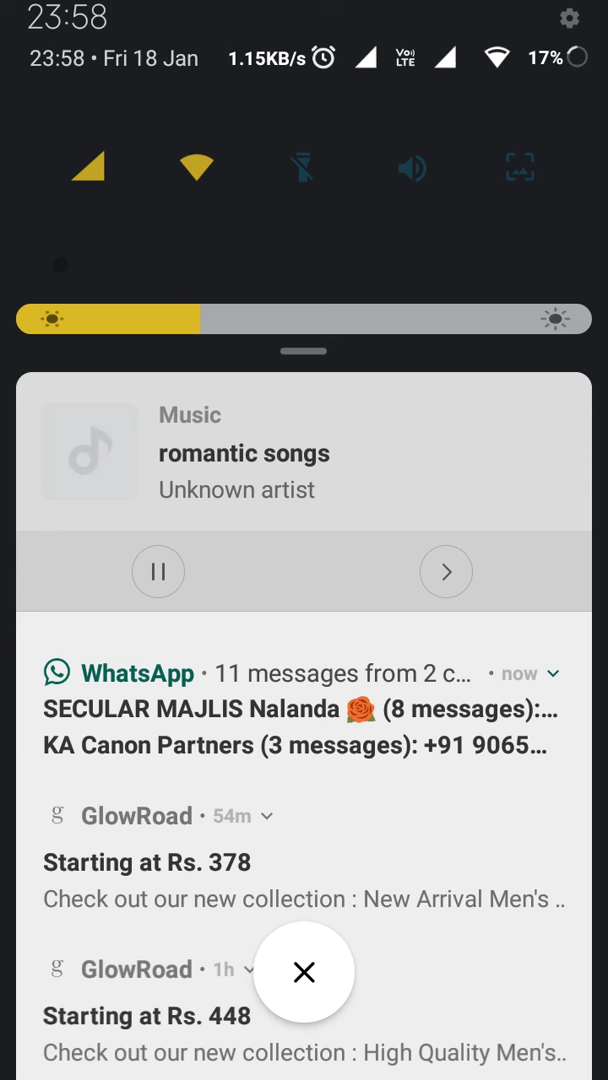 23:58
23:58 • Fri 18 Jan 1.15KB/s Vo) LTE 17%
Music
romantic songs
Unknown artist
WhatsApp · 11 messages from 2 c... · now
SECULAR MAJLIS Nalanda 🌹 (8 messages):...
KA Canon Partners (3 messages): +91 9065...
g GlowRoad · 54m
Starting at Rs. 378
Check out our new collection : New Arrival Men's ..
g GlowRoad · 1h
Starting at Rs. 448
Check out our new collection : High Quality Men's..